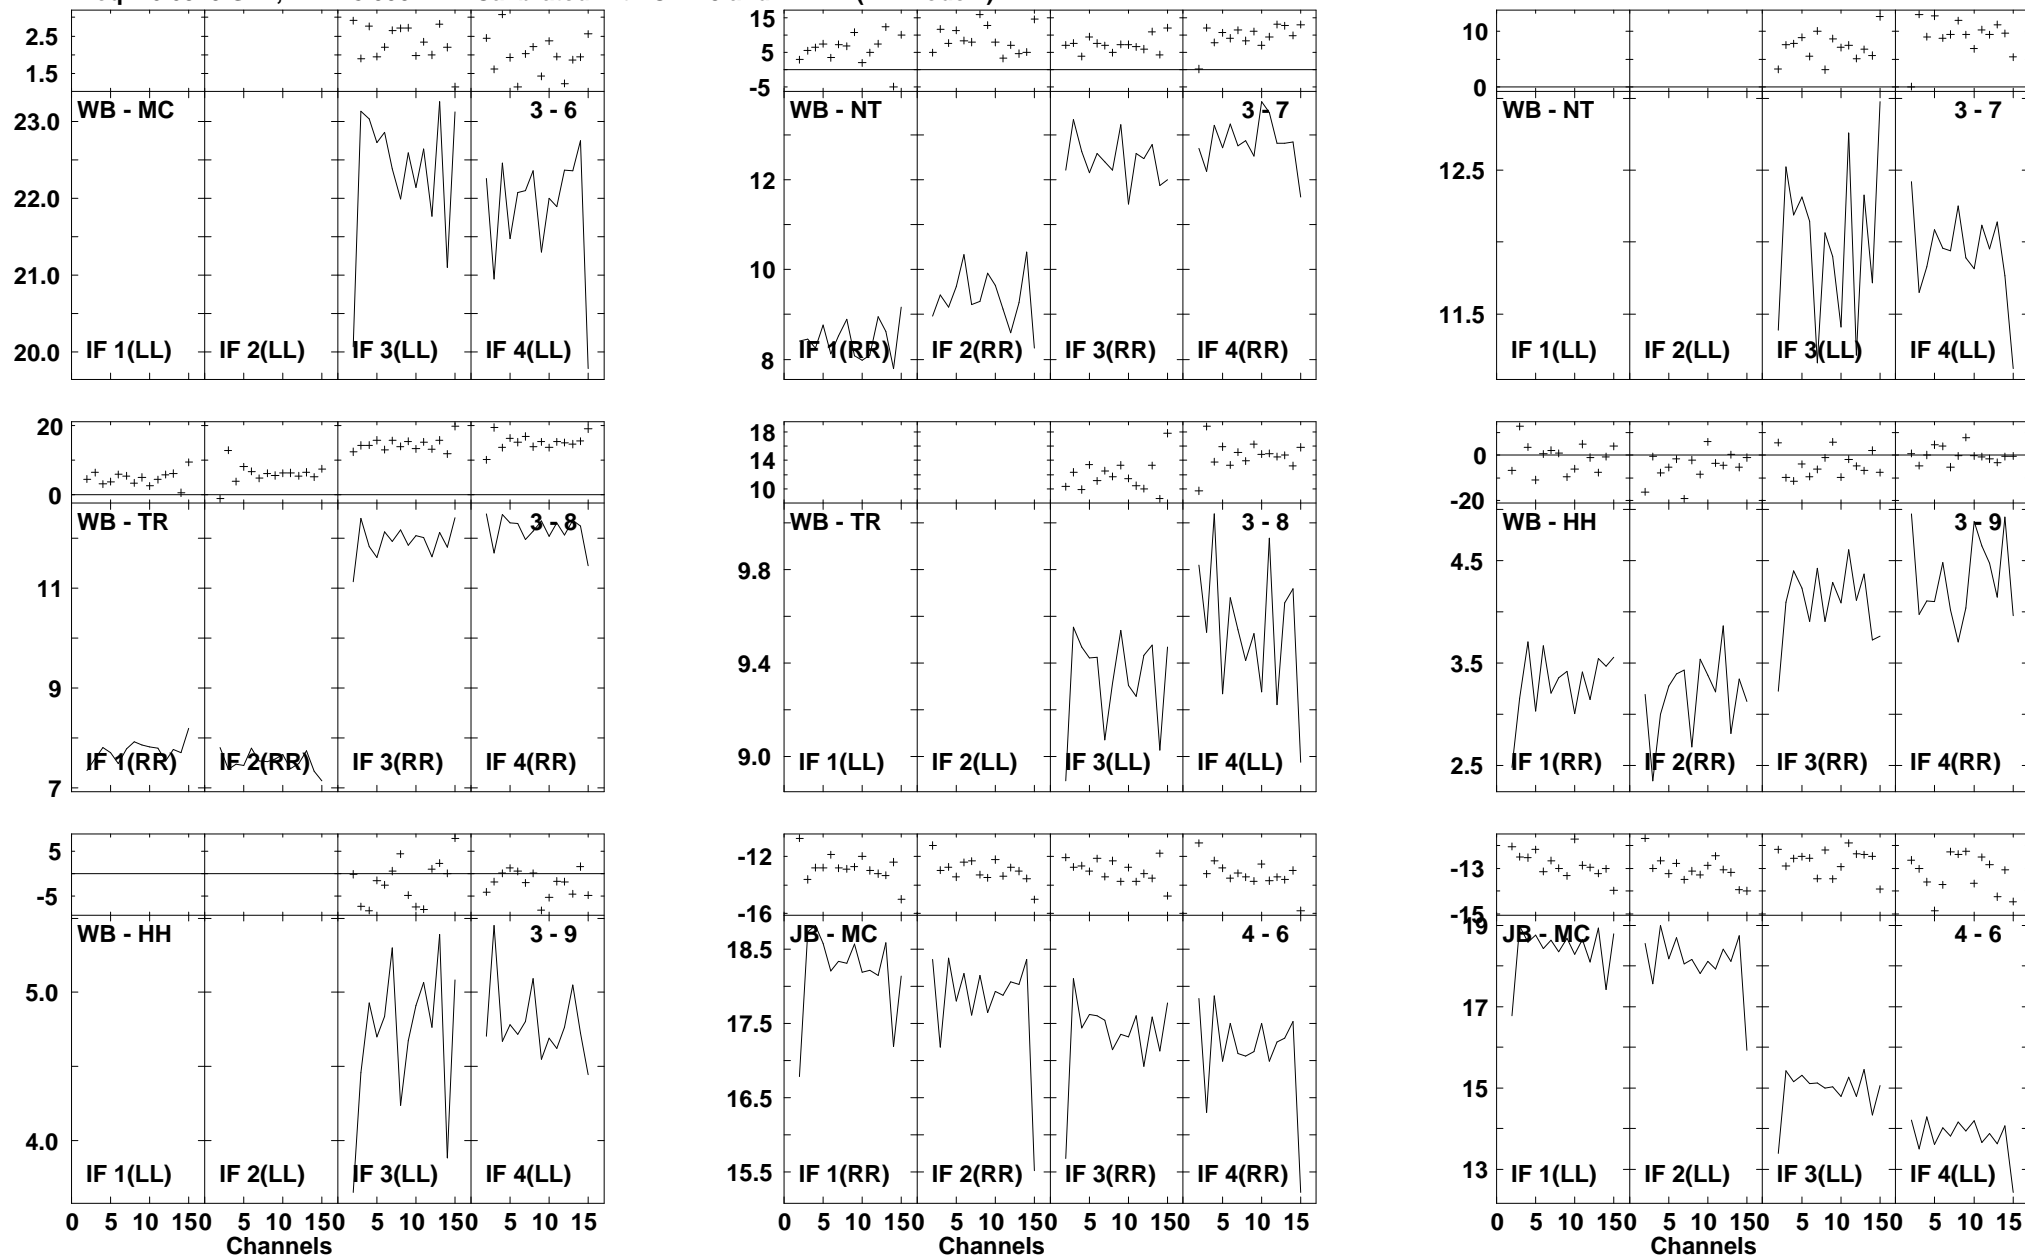 2.5
1.5
WB - MC
3 - 6
23.0
22.0
21.0
20.0
IF 1(LL) IF 2(LL) IF 3(LL) IF 4(LL)
15
5
-5
WB - NT
3 - 7
12
10
8
IF 1(RR) IF 2(RR) IF 3(RR) IF 4(RR)
10
0
WB - NT
3 - 7
12.5
11.5
IF 1(LL) IF 2(LL) IF 3(LL) IF 4(LL)
20
0
WB - TR
3 - 8
11
9
7
IF 1(RR) IF 2(RR) IF 3(RR) IF 4(RR)
18
14
10
WB - TR
3 - 8
9.8
9.4
9.0
IF 1(LL) IF 2(LL) IF 3(LL) IF 4(LL)
0
-20
WB - HH
3 - 9
4.5
3.5
2.5
IF 1(RR) IF 2(RR) IF 3(RR) IF 4(RR)
5
-5
WB - HH
3 - 9
5.0
4.0
IF 1(LL) IF 2(LL) IF 3(LL) IF 4(LL)
0 5 10 150 5 10 150 5 10 150 5 10 15
Channels
-12
-16
JB - MC
4 - 6
18.5
17.5
16.5
15.5
IF 1(RR) IF 2(RR) IF 3(RR) IF 4(RR)
0 5 10 150 5 10 150 5 10 150 5 10 15
Channels
-13
-15
JB - MC
4 - 6
19
17
15
13
IF 1(LL) IF 2(LL) IF 3(LL) IF 4(LL)
0 5 10 150 5 10 150 5 10 150 5 10 15
Channels